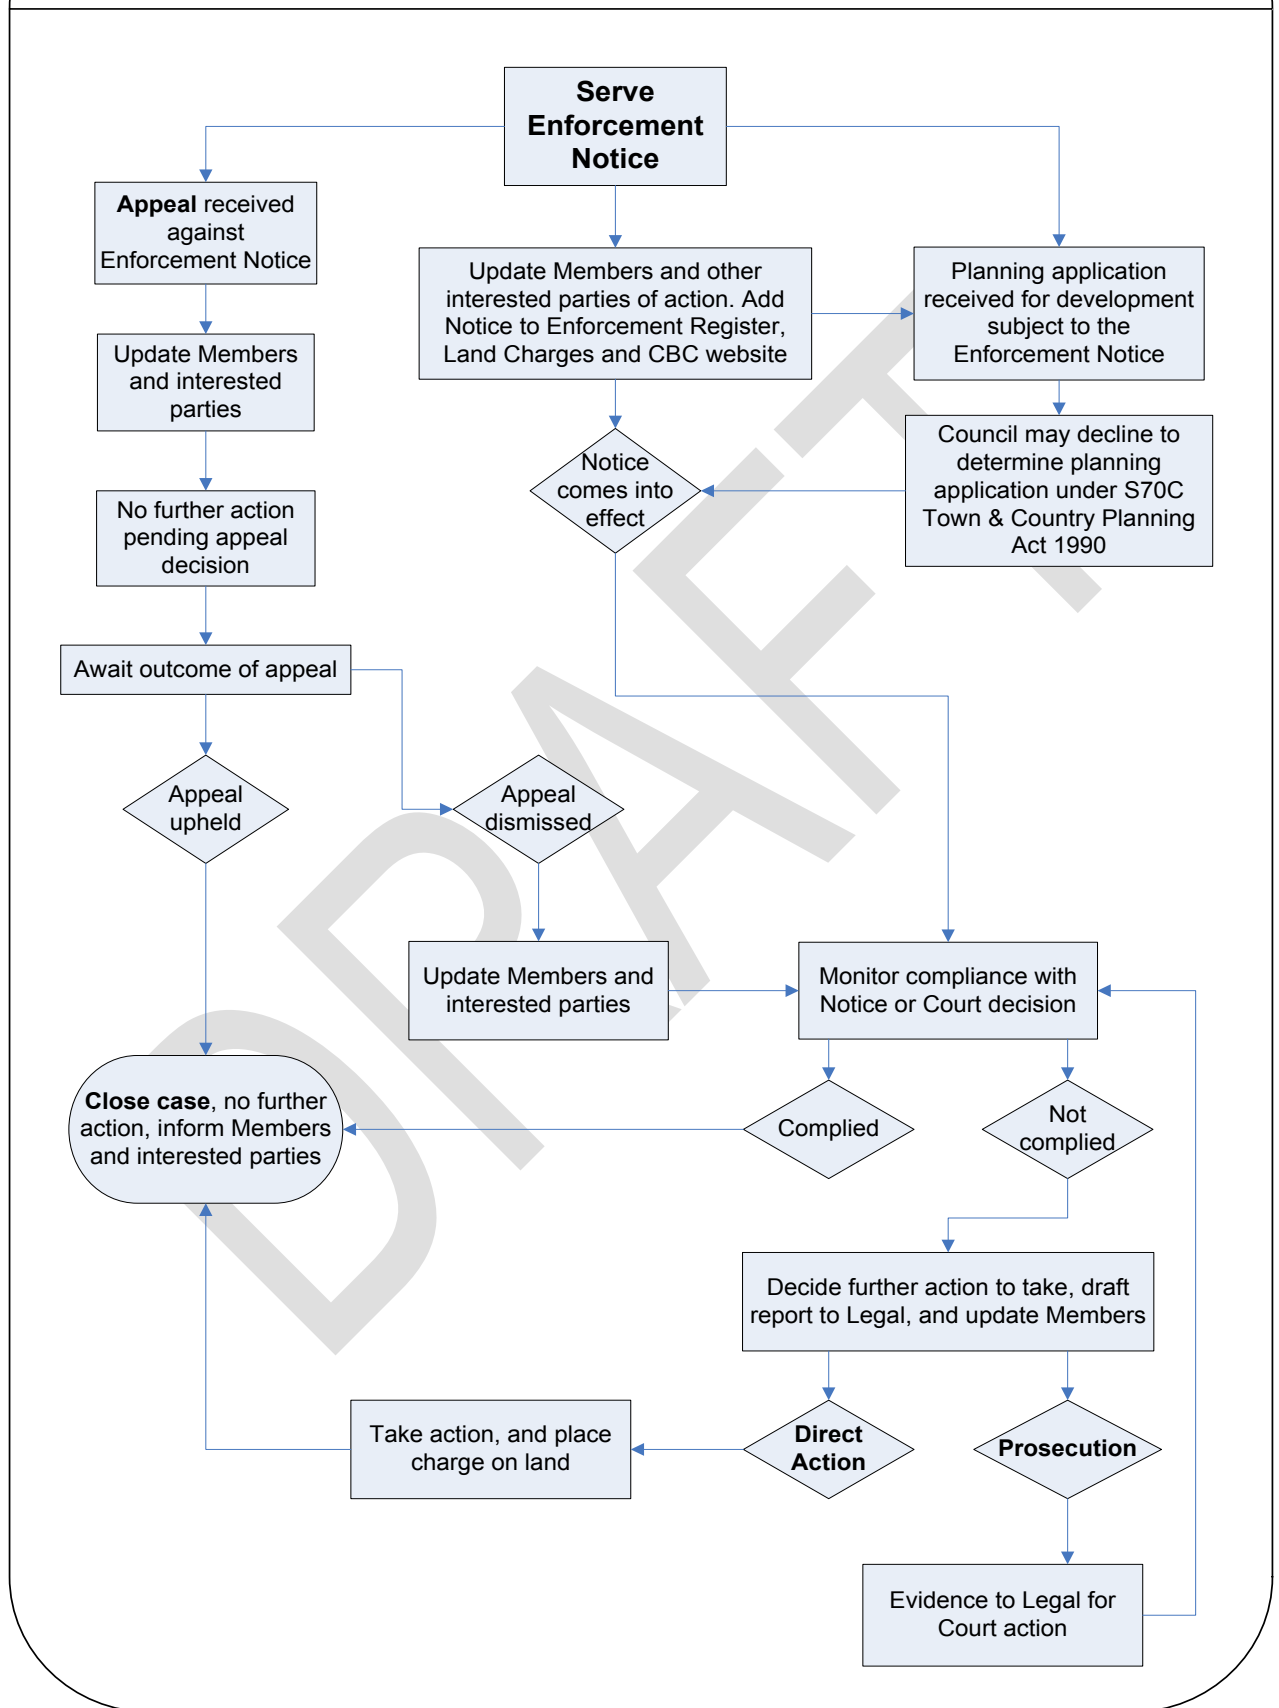 Serve
Enforcement
Notice
Appeal received
against
Enforcement Notice
Update Members and other
interested parties of action. Add
Notice to Enforcement Register,
Land Charges and CBC website
Planning application
received for development
subject to the
Enforcement Notice
Update Members
and interested
parties
Notice
comes into
effect
Council may decline to
determine planning
application under S70C
Town & Country Planning
Act 1990
No further action
pending appeal
decision
Await outcome of appeal
Appeal
upheld
Appeal
dismissed
Update Members and
interested parties
Monitor compliance with
Notice or Court decision
Close case, no further
action, inform Members
and interested parties
Complied
Not
complied
Decide further action to take, draft
report to Legal, and update Members
Take action, and place
charge on land
Direct
Action
Prosecution
Evidence to Legal for
Court action
DRAFT